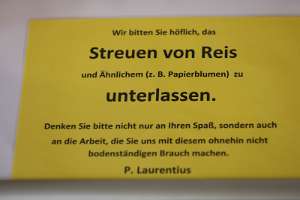 Wir bitten Sie höflich, das
Streuen von Reis
und Ähnlichem (z. B. Papierblumen) zu
unterlassen.
Denken Sie bitte nicht nur an Ihren Spaß, sondern auch
an die Arbeit, die Sie uns mit diesem ohnehin nicht
bodenständigen Brauch machen.
P. Laurentius